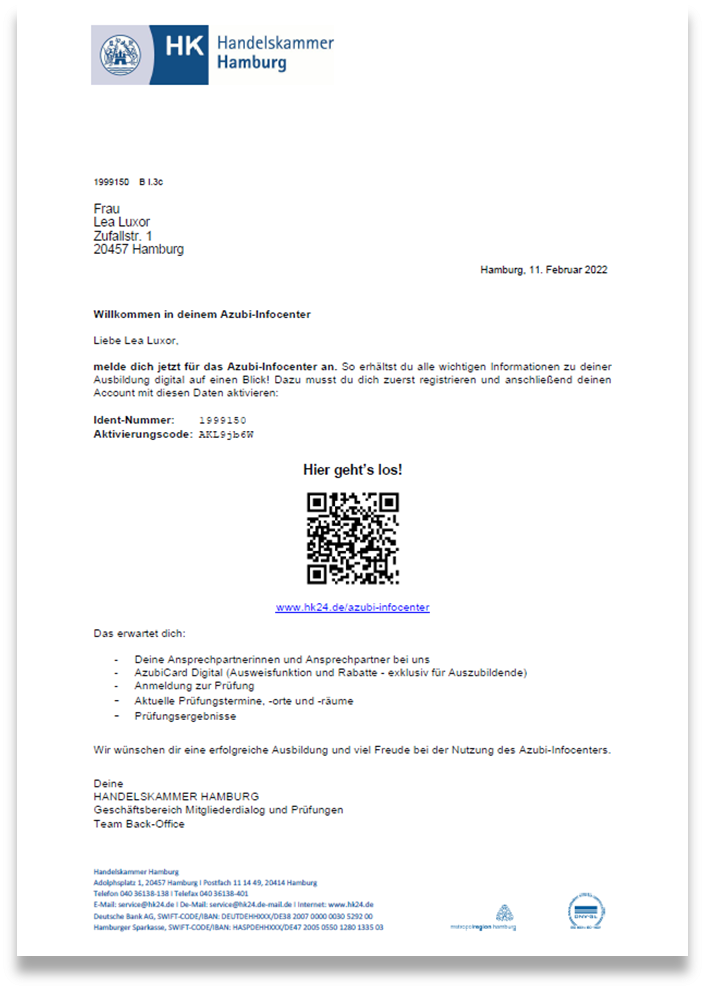 HK Handelskammer
Hamburg
1999150 B I.3c
Frau
Lea Luxor
Zufallstr. 1
20457 Hamburg
Hamburg, 11. Februar 2022
Willkommen in deinem Azubi-Infocenter
Liebe Lea Luxor,
melde dich jetzt für das Azubi-Infocenter an. So erhältst du alle wichtigen Informationen zu deiner
Ausbildung digital auf einen Blick! Dazu musst du dich zuerst registrieren und anschließend deinen
Account mit diesen Daten aktivieren:
Ident-Nummer: 1999150
Aktivierungscode: AKL9jb6W
Hier geht's los!
www.hk24.de/azubi-infocenter
Das erwartet dich:
- Deine Ansprechpartnerinnen und Ansprechpartner bei uns
- AzubiCard Digital (Ausweisfunktion und Rabatte - exklusiv für Auszubildende)
- Anmeldung zur Prüfung
- Aktuelle Prüfungstermine, -orte und -räume
- Prüfungsergebnisse
Wir wünschen dir eine erfolgreiche Ausbildung und viel Freude bei der Nutzung des Azubi-Infocenters.
Deine
HANDELSKAMMER HAMBURG
Geschäftsbereich Mitgliederdialog und Prüfungen
Team Back-Office
Handelskammer Hamburg
Adolphsplatz 1, 20457 Hamburg I Postfach 11 14 49, 20414 Hamburg
Telefon 040 36138-138 I Telefax 040 36138-401
E-Mail: service@hk24.de I De-Mail: service@hk24.de-mail.de I Internet: www.hk24.de
Deutsche Bank AG, SWIFT-CODE/IBAN: DEUTDEHHXXX/DE38 2007 0000 0030 5292 00
Hamburger Sparkasse, SWIFT-CODE/IBAN: HASPDEHHXXX/DE47 2005 0550 1280 1335 03
metropolregion hamburg
DNV·GL